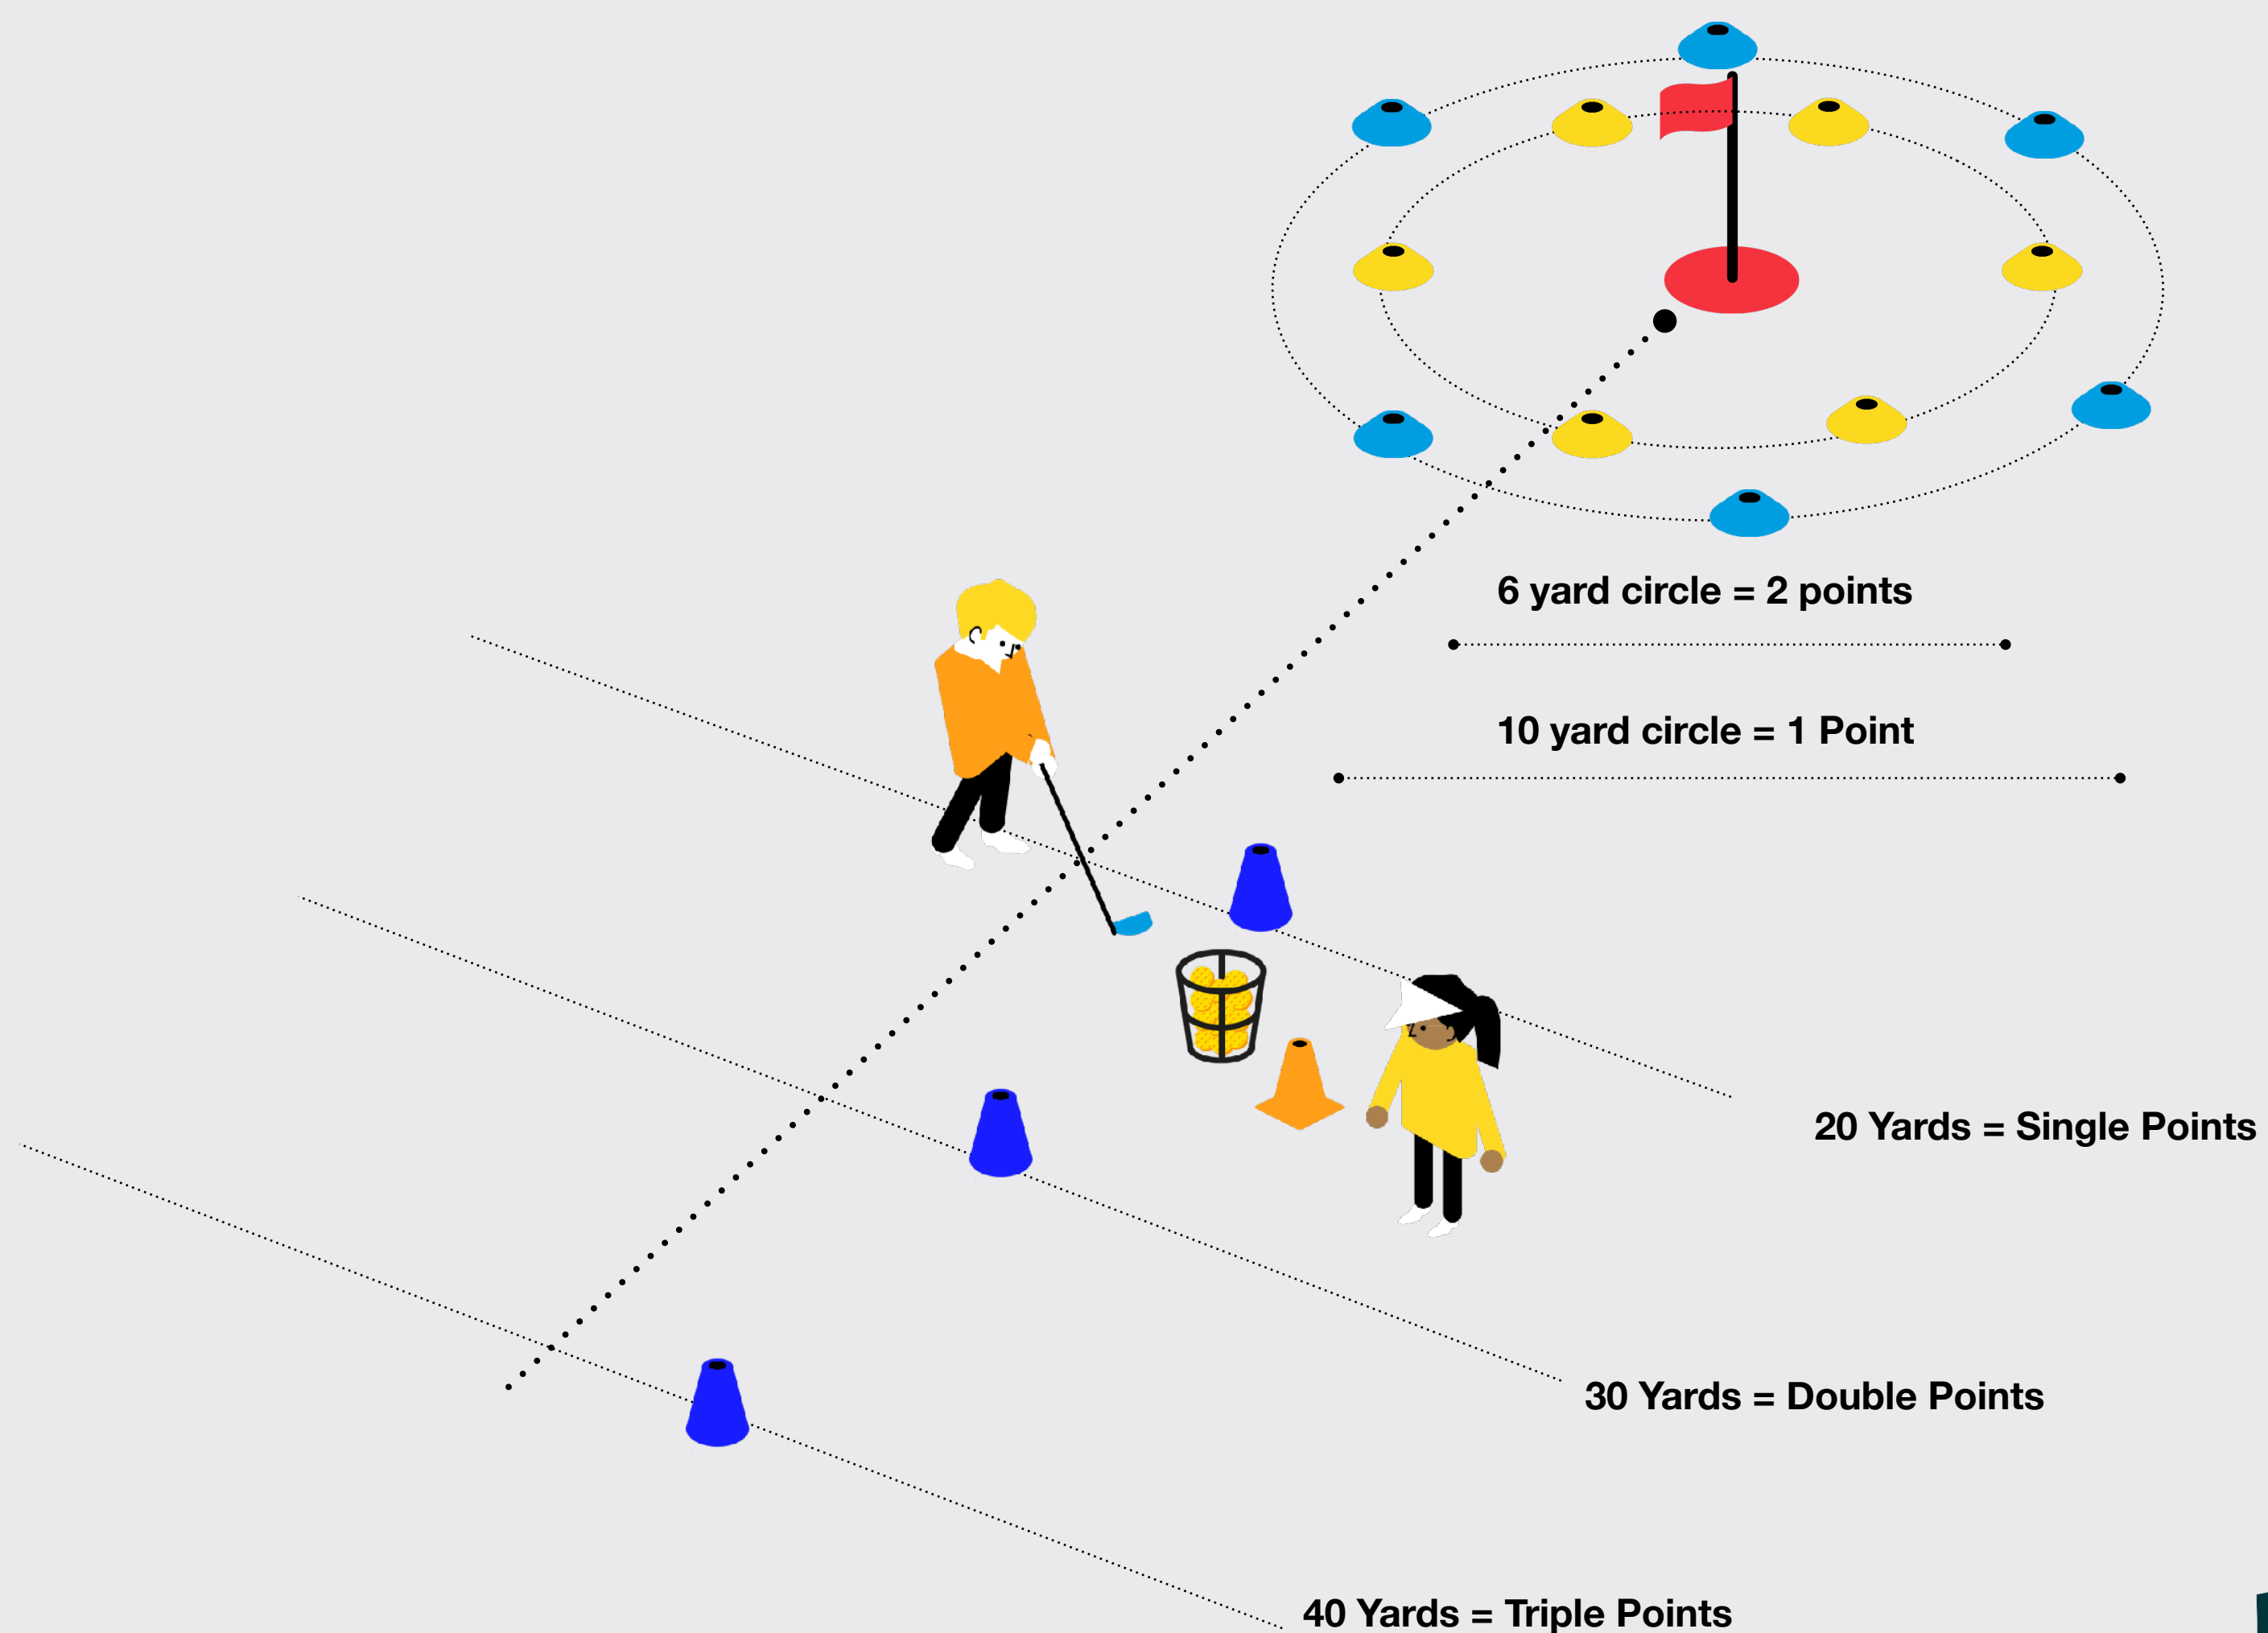 6 yard circle = 2 points
10 yard circle = 1 Point
20 Yards = Single Points
30 Yards = Double Points
40 Yards = Triple Points